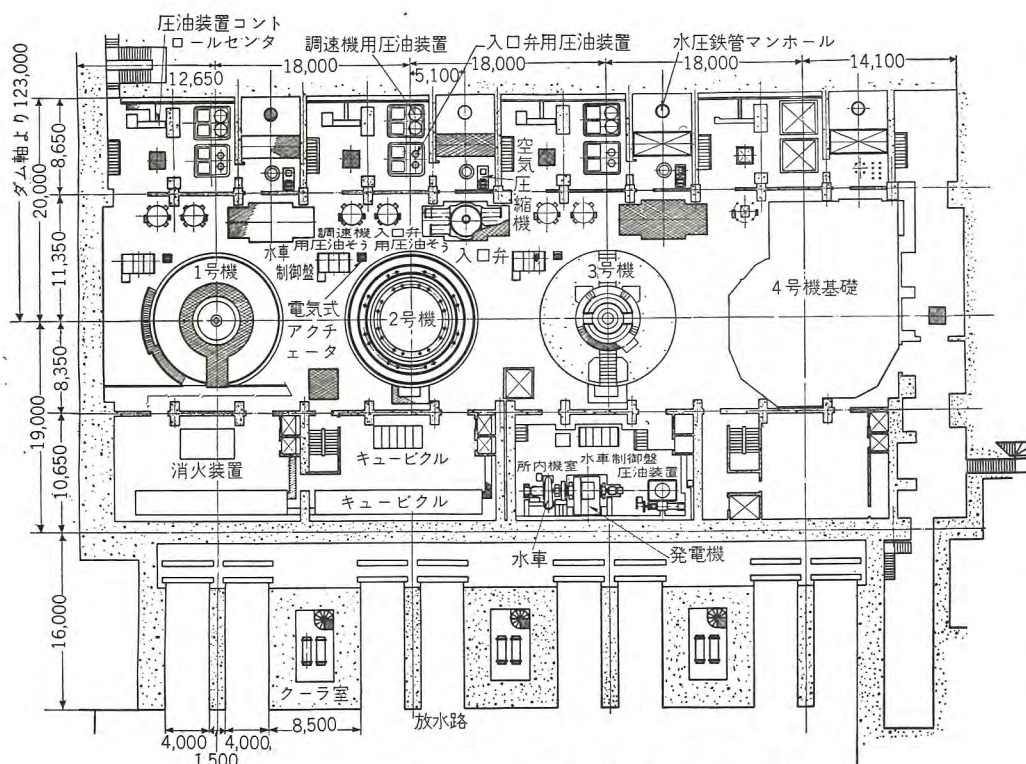 圧油装置コント
ロールセンタ
調速機用圧油装置
入口弁用圧油装置
水圧鉄管マンホール
12,650
18,000
5,100
18,000
18,000
14,100
ダム軸より123,000
20,000
8,650
11,350
空気圧縮機
調速機
用圧油そう
入口弁
用圧油そう
水車
制御盤
入口弁
1号機
2号機
3号機
4号機基礎
電気式
アクチ
ェータ
19,000
8,350
10,650
消火装置
キュービクル
キュービクル
所内機室
水車制御盤
圧油装置
水車
発電機
16,000
クーラ室
放水路
4,000
4,000
8,500
1,500